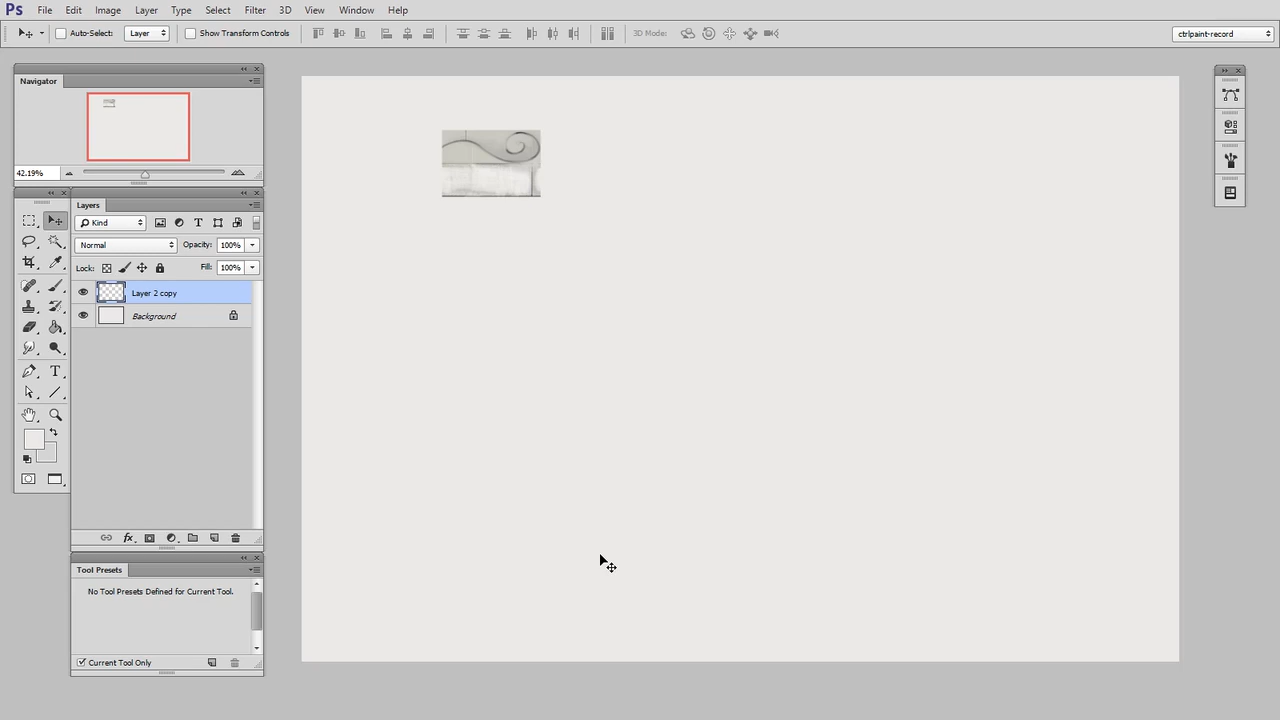 Ps File Edit Image Layer Type Select Filter 3D View Window Help
Auto-Select: Layer Show Transform Controls 3D Mode: ctrlpaint-record
Navigator
42.19%
Layers
Kind
Normal Opacity: 100%
Lock: Fill: 100%
Layer 2 copy
Background
Tool Presets
No Tool Presets Defined for Current Tool.
Current Tool Only